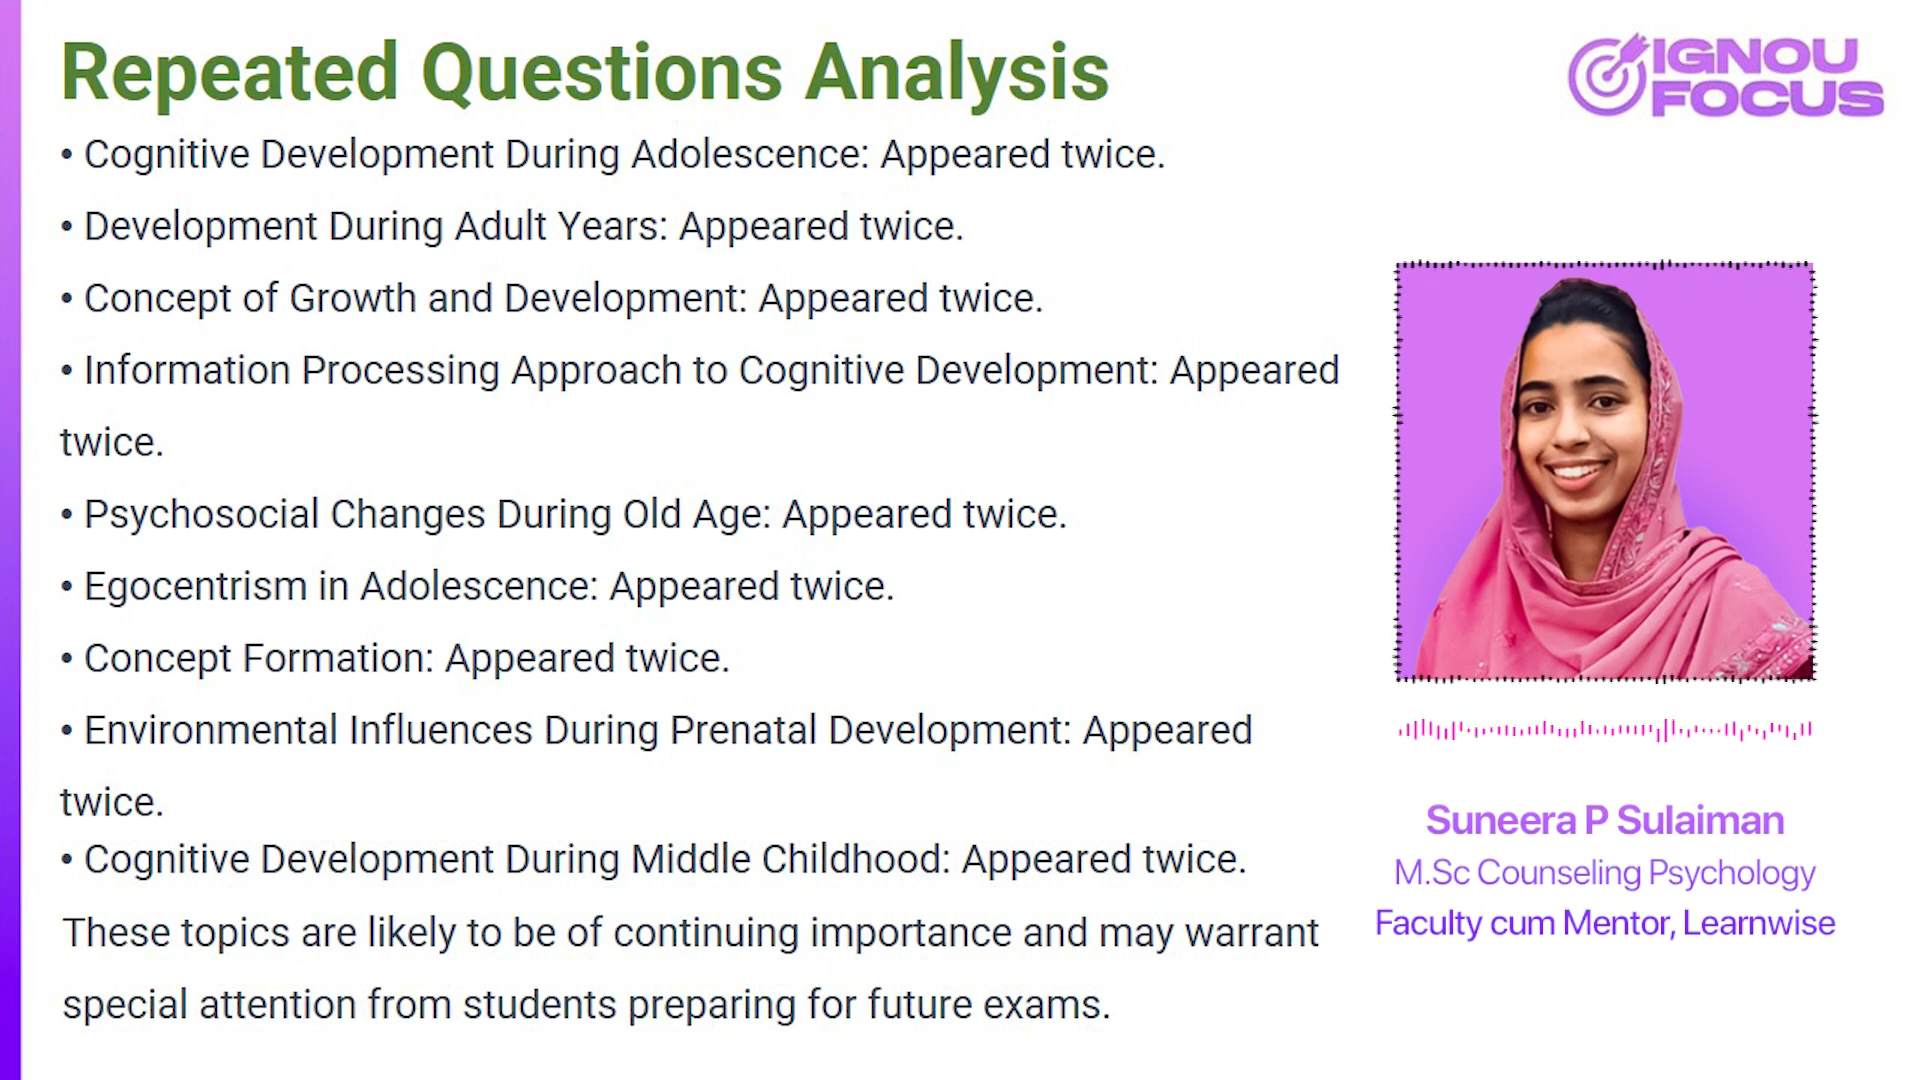 Repeated Questions Analysis
IGNOU
FOCUS
• Cognitive Development During Adolescence: Appeared twice.
• Development During Adult Years: Appeared twice.
• Concept of Growth and Development: Appeared twice.
• Information Processing Approach to Cognitive Development: Appeared
twice.
• Psychosocial Changes During Old Age: Appeared twice.
• Egocentrism in Adolescence: Appeared twice.
• Concept Formation: Appeared twice.
• Environmental Influences During Prenatal Development: Appeared
twice.
• Cognitive Development During Middle Childhood: Appeared twice.
These topics are likely to be of continuing importance and may warrant
special attention from students preparing for future exams.
Suneera P Sulaiman
M.Sc Counseling Psychology
Faculty cum Mentor, Learnwise